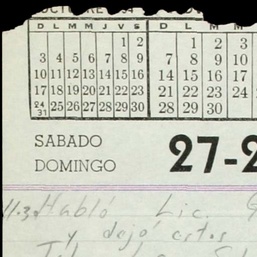 D L M M J V S D L M M
1 2 1 2 3
3 4 5 6 7 8 9 7 8 9 10
10 11 12 13 14 15 16 14 15 16 17
17 18 19 20 21 22 23 21 22 23 24
24 31 25 26 27 28 29 30 28 29 30
SABADO
DOMINGO 27-2
11.30 Habló Lic.
y dejó estos